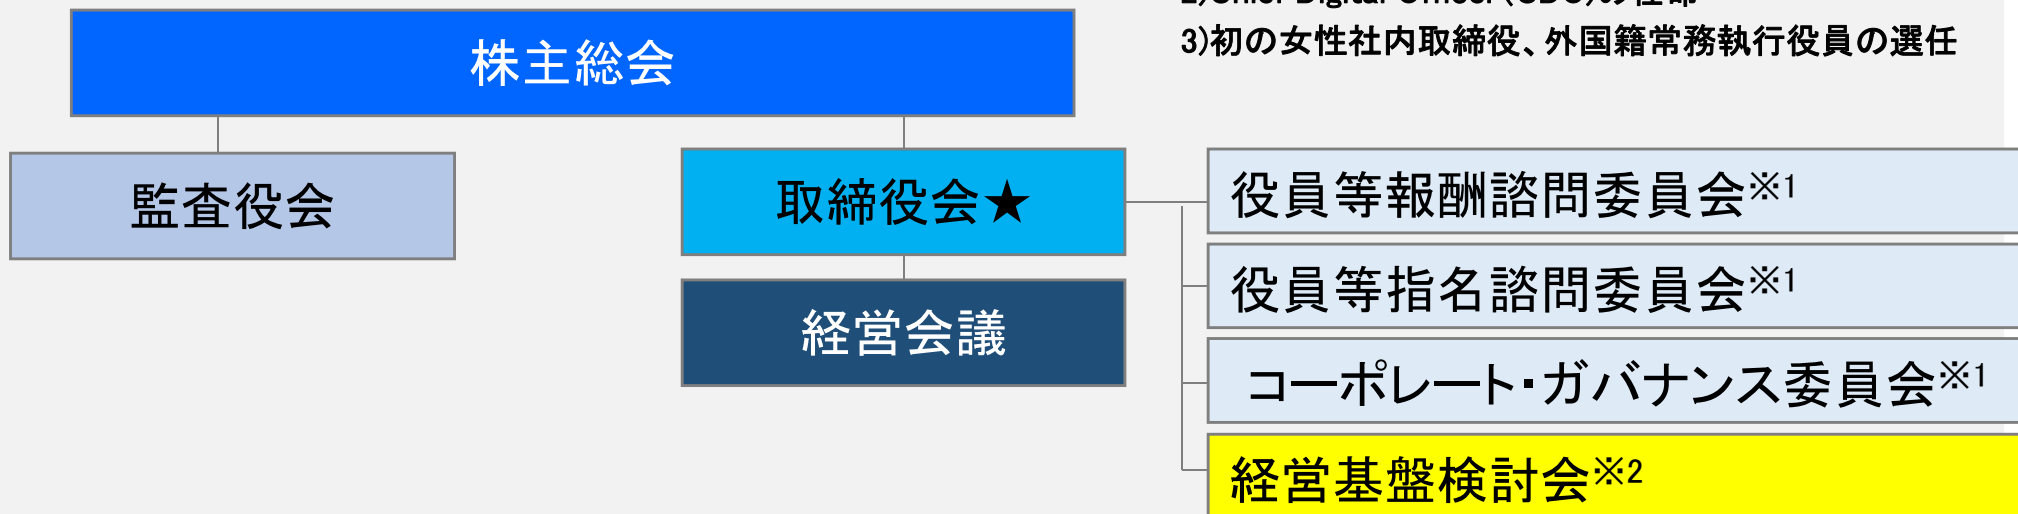 3)初の女性社内取締役、外国籍常務執行役員の選任
株主総会
監査役会
取締役会★
経営会議
役員等報酬諮問委員会※1
役員等指名諮問委員会※1
コーポレート・ガバナンス委員会※1
経営基盤検討会※2